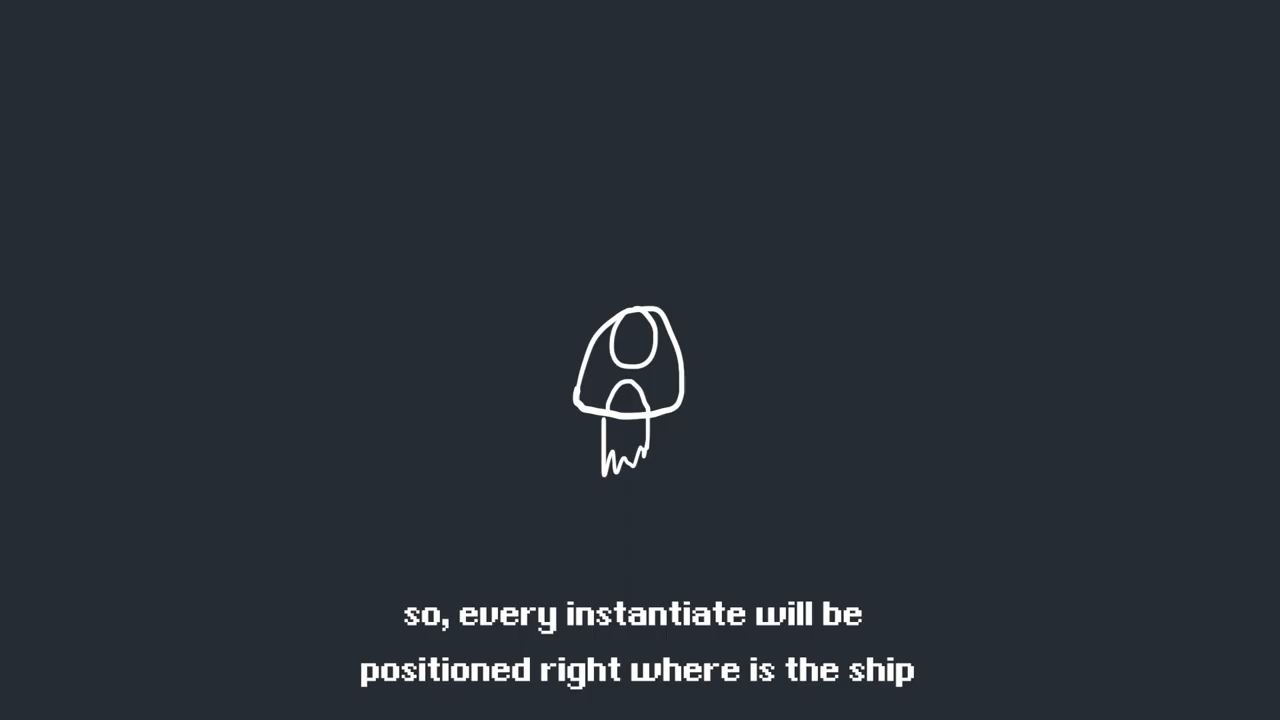 so, every instantiate will be
positioned right where is the ship